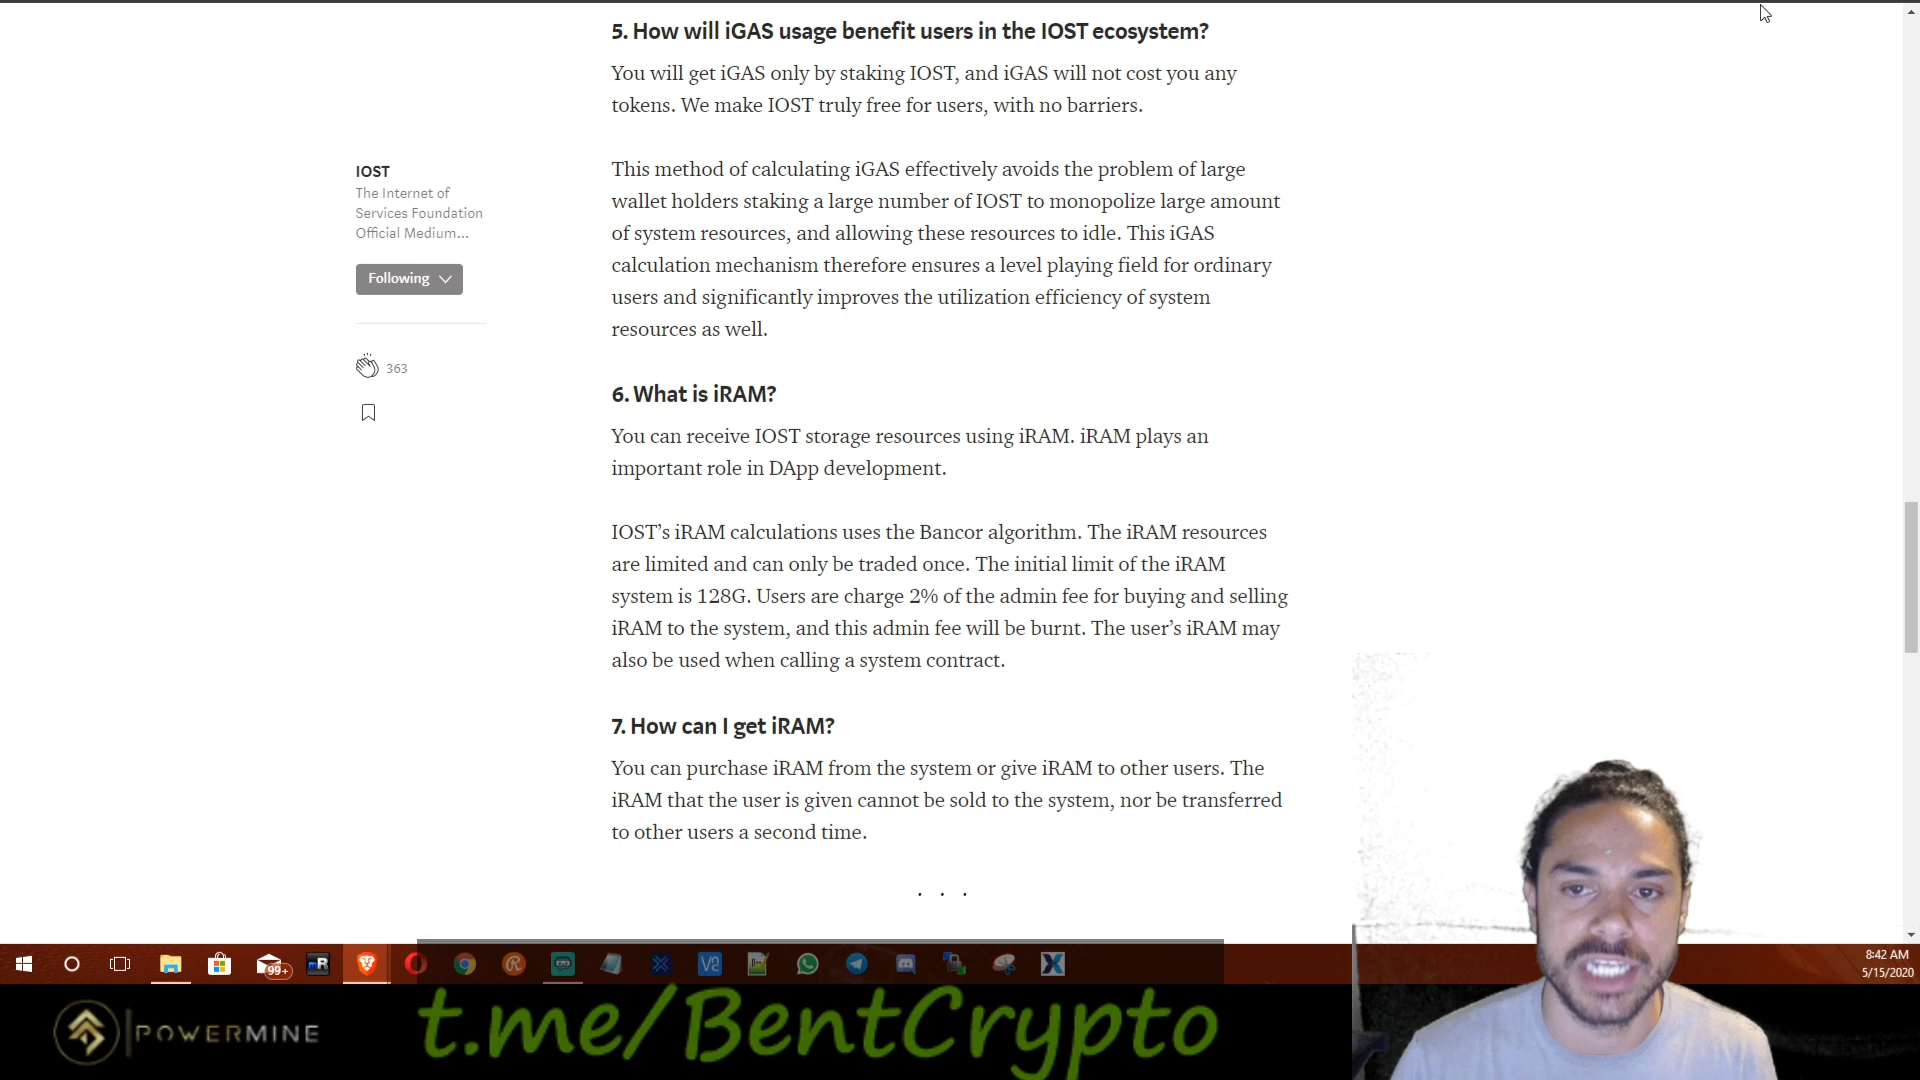 5. How will iGAS usage benefit users in the IOST ecosystem?
You will get iGAS only by staking IOST, and iGAS will not cost you any
tokens. We make IOST truly free for users, with no barriers.
This method of calculating iGAS effectively avoids the problem of large
wallet holders staking a large number of IOST to monopolize large amount
of system resources, and allowing these resources to idle. This iGAS
calculation mechanism therefore ensures a level playing field for ordinary
users and significantly improves the utilization efficiency of system
resources as well.
IOST
The Internet of
Services Foundation
Official Medium...
Following
363
6. What is iRAM?
You can receive IOST storage resources using iRAM. iRAM plays an
important role in DApp development.
IOST’s iRAM calculations uses the Bancor algorithm. The iRAM resources
are limited and can only be traded once. The initial limit of the iRAM
system is 128G. Users are charge 2% of the admin fee for buying and selling
iRAM to the system, and this admin fee will be burnt. The user’s iRAM may
also be used when calling a system contract.
7. How can I get iRAM?
You can purchase iRAM from the system or give iRAM to other users. The
iRAM that the user is given cannot be sold to the system, nor be transferred
to other users a second time.
. . .
99+
R
V2
X
8:42 AM
5/15/2020
POWERMINE
t.me/BentCrypto